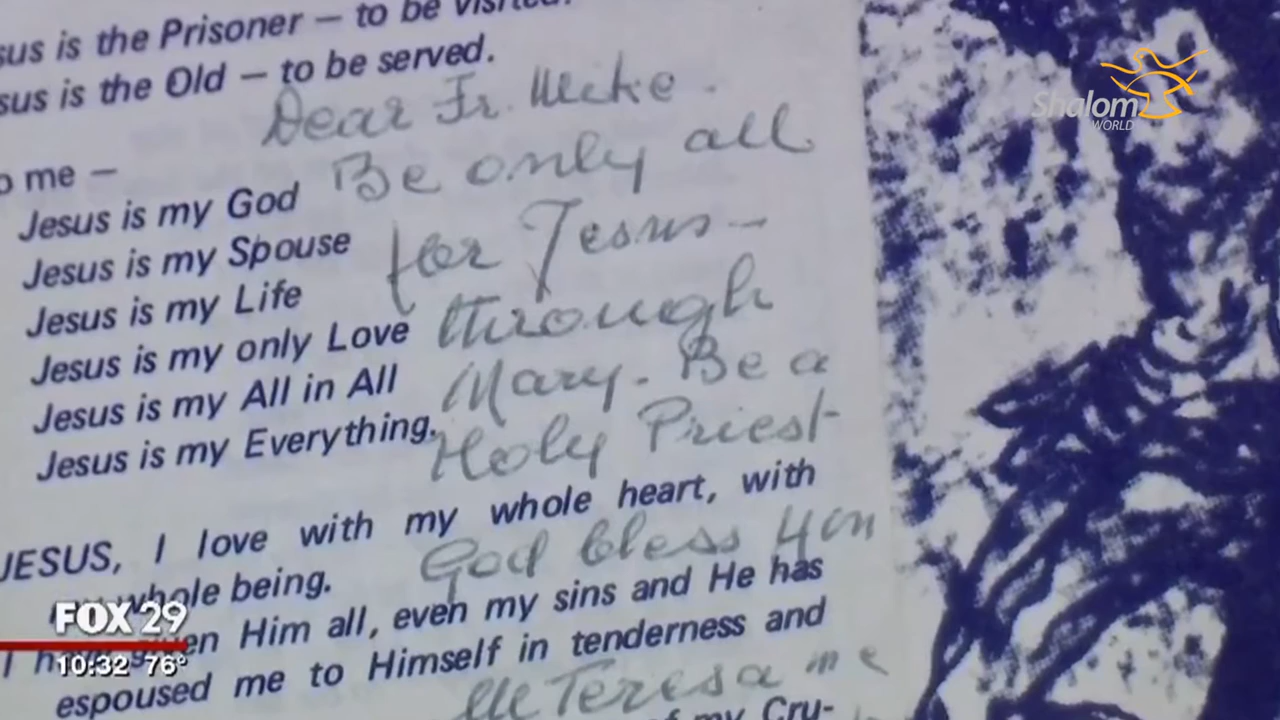 sus is the Prisoner – to be visited.
sus is the Old – to be served.
Dear Fr. Mike.
Be only all
for Jesus –
through
Mary. Be a
Holy Priest
God bless you
M Teresa mc
o me –
Jesus is my God
Jesus is my Spouse
Jesus is my Life
Jesus is my only Love
Jesus is my All in All
Jesus is my Everything.
JESUS, I love with my whole heart, with
my whole being.
I have given Him all, even my sins and He has
espoused me to Himself in tenderness and
of my Cru-
Shalom
WORLD
FOX 29
10:32 76°